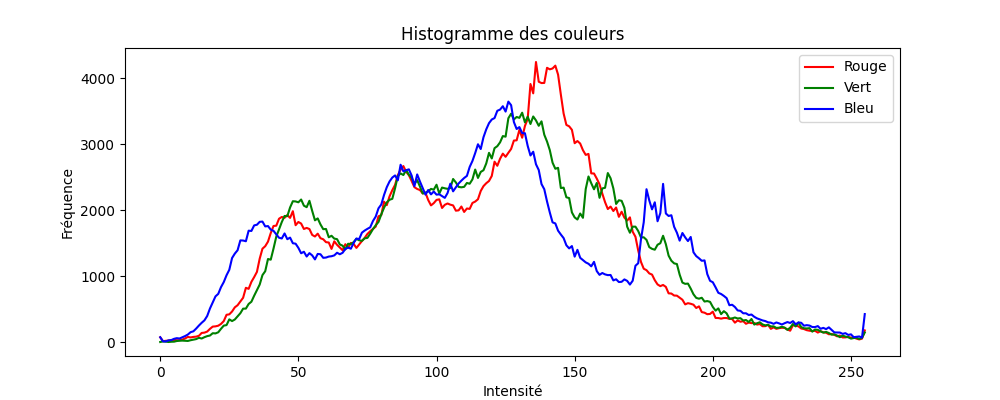 Histogramme des couleurs
Rouge
Vert
Bleu
Fréquence
4000
3000
2000
1000
0
0 50 100 150 200 250
Intensité